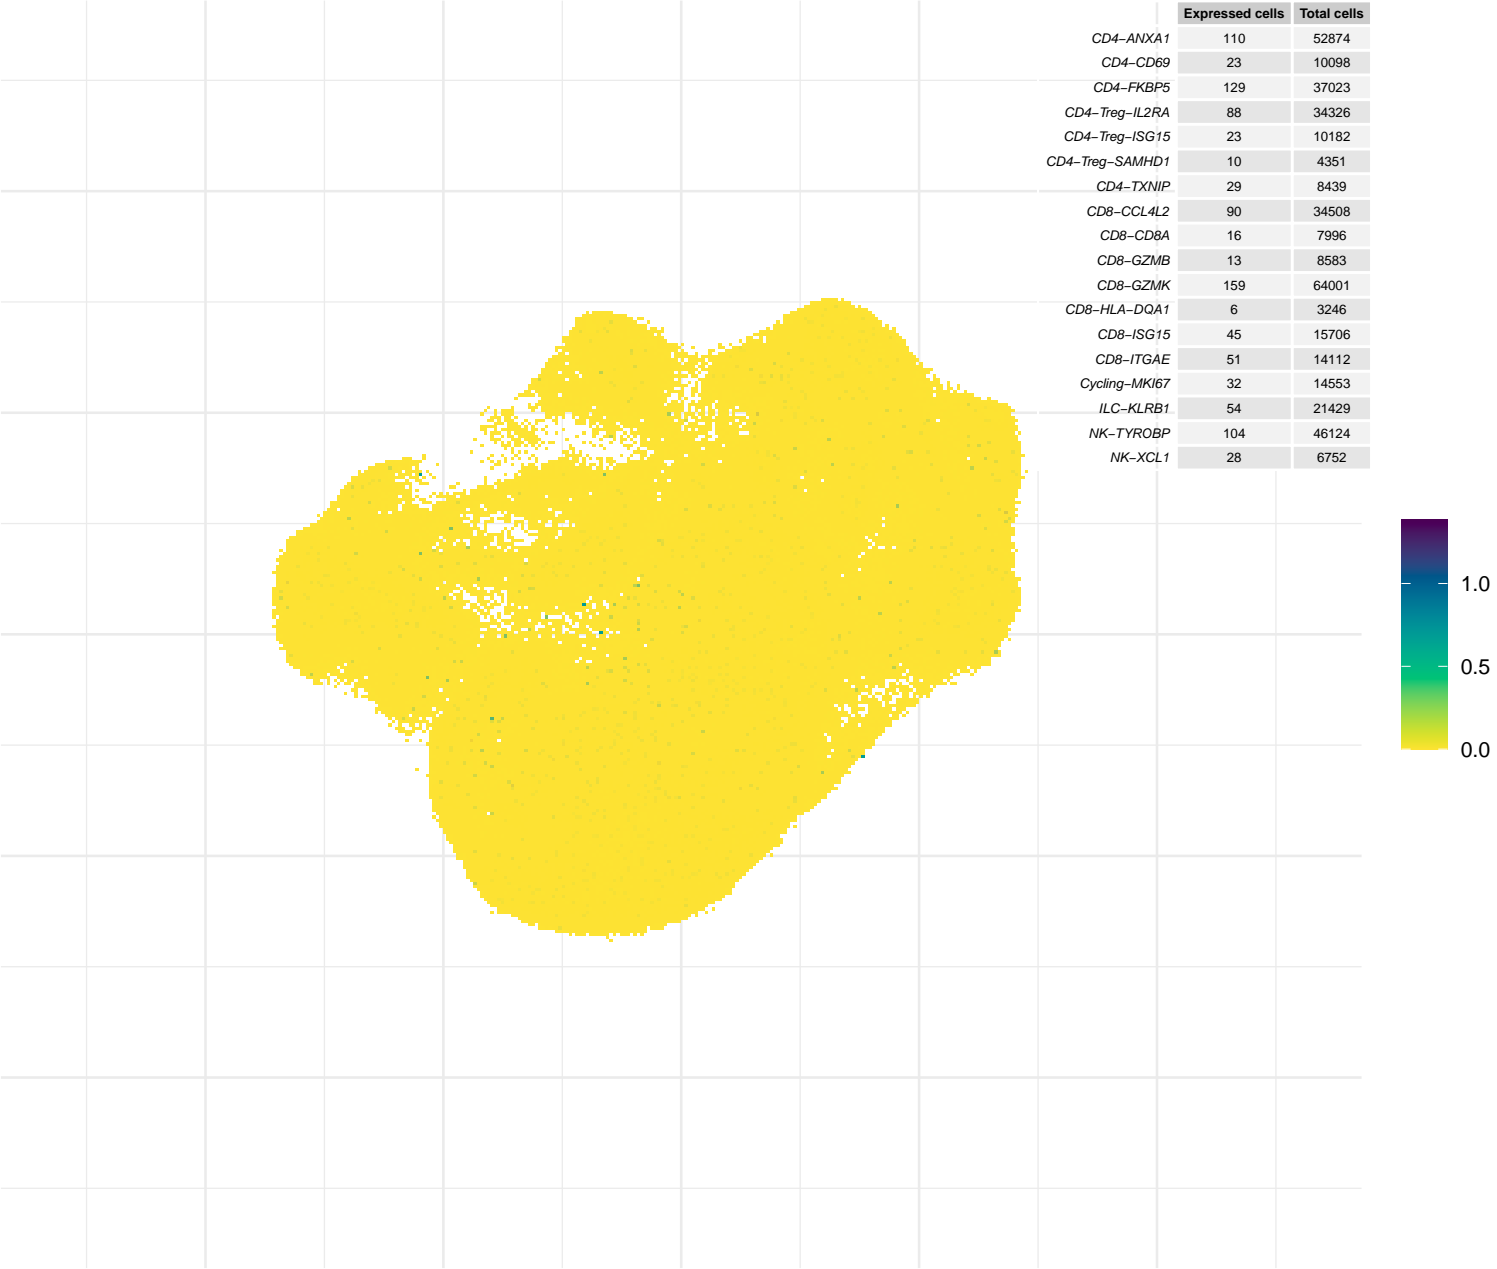 Expressed cells Total cells
CD4−ANXA1 110 52874
CD4−CD69 23 10098
CD4−FKBP5 129 37023
CD4−Treg−IL2RA 88 34326
CD4−Treg−ISG15 23 10182
CD4−Treg−SAMHD1 10 4351
CD4−TXNIP 29 8439
CD8−CCL4L2 90 34508
CD8−CD8A 16 7996
CD8−GZMB 13 8583
CD8−GZMK 159 64001
CD8−HLA−DQA1 6 3246
CD8−ISG15 45 15706
CD8−ITGAE 51 14112
Cycling−MKI67 32 14553
ILC−KLRB1 54 21429
NK−TYROBP 104 46124
NK−XCL1 28 6752
1.0
0.5
0.0